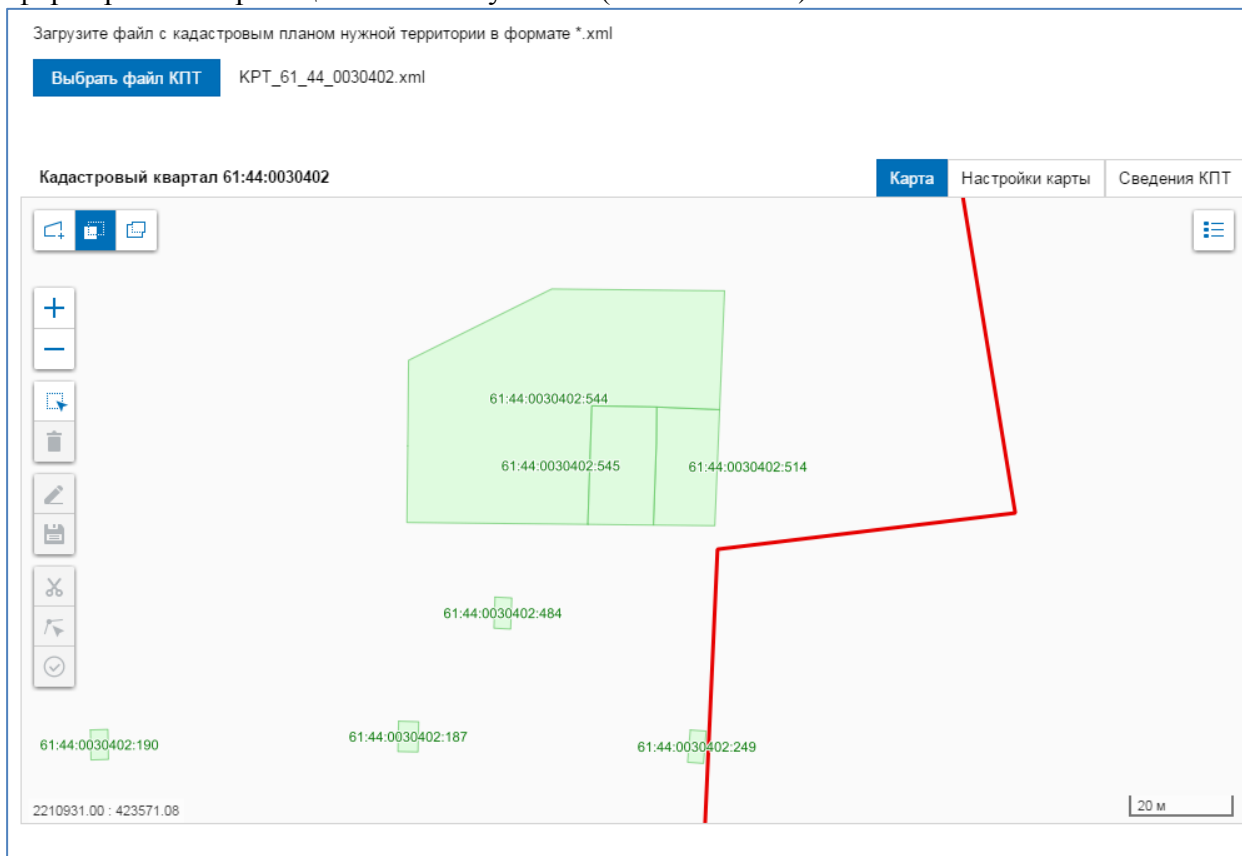 Загрузите файл с кадастровым планом нужной территории в формате *.xml
Выбрать файл КПТ KPT_61_44_0030402.xml
Кадастровый квартал 61:44:0030402
Карта Настройки карты Сведения КПТ
61:44:0030402:544
61:44:0030402:545 61:44:0030402:514
61:44:0030402:484
61:44:0030402:190 61:44:0030402:187 61:44:0030402:249
2210931.00 : 423571.08 20 м